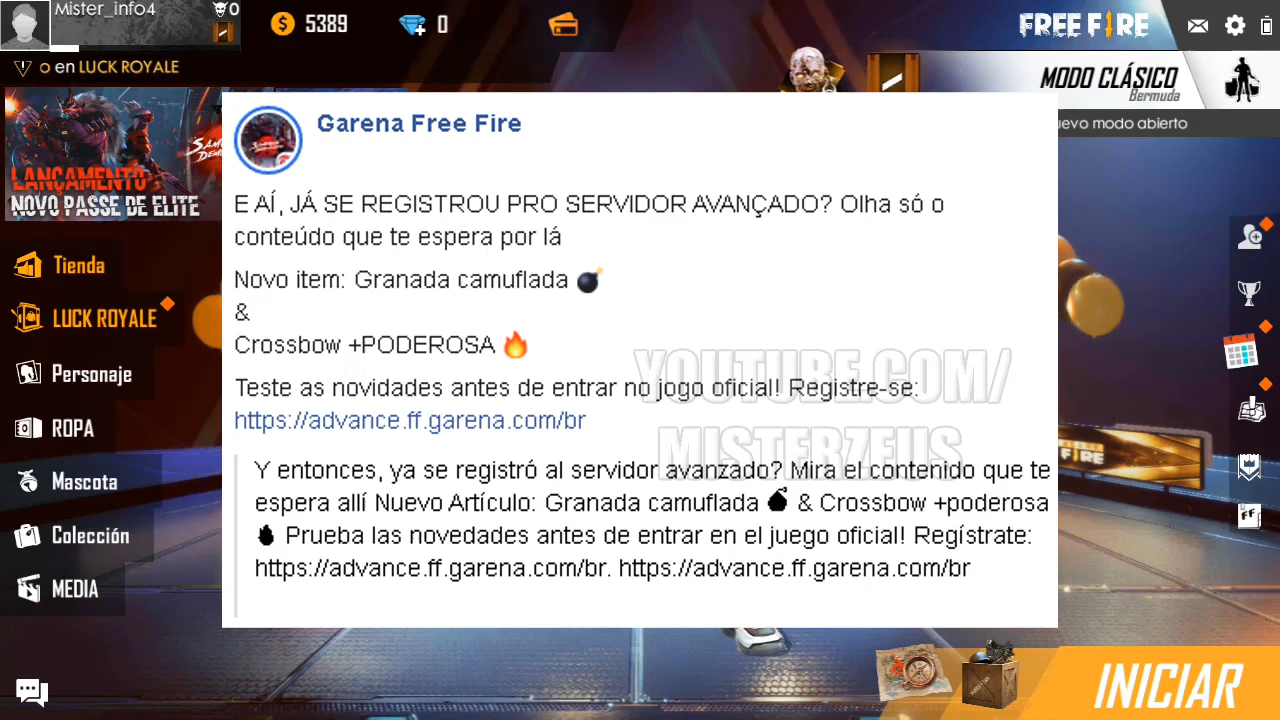 Mister_info4
0
5389
0
FREE FIRE
o en LUCK ROYALE
MODO CLÁSICO
Bermuda
uevo modo abierto
LANÇAMENTO
NOVO PASSE DE ELITE
Tienda
LUCK ROYALE
Personaje
ROPA
Mascota
Colección
MEDIA
Garena Free Fire
E AÍ, JÁ SE REGISTROU PRO SERVIDOR AVANÇADO? Olha só o
conteúdo que te espera por lá
Novo item: Granada camuflada 💣
&
Crossbow +PODEROSA 🔥
Teste as novidades antes de entrar no jogo oficial! Registre-se:
https://advance.ff.garena.com/br
YOUTUBE.COM/
MISTERZEUS
Y entonces, ya se registró al servidor avanzado? Mira el contenido que te
espera allí Nuevo Artículo: Granada camuflada 💣 & Crossbow +poderosa
🔥 Prueba las novedades antes de entrar en el juego oficial! Regístrate:
https://advance.ff.garena.com/br. https://advance.ff.garena.com/br
FF
INICIAR